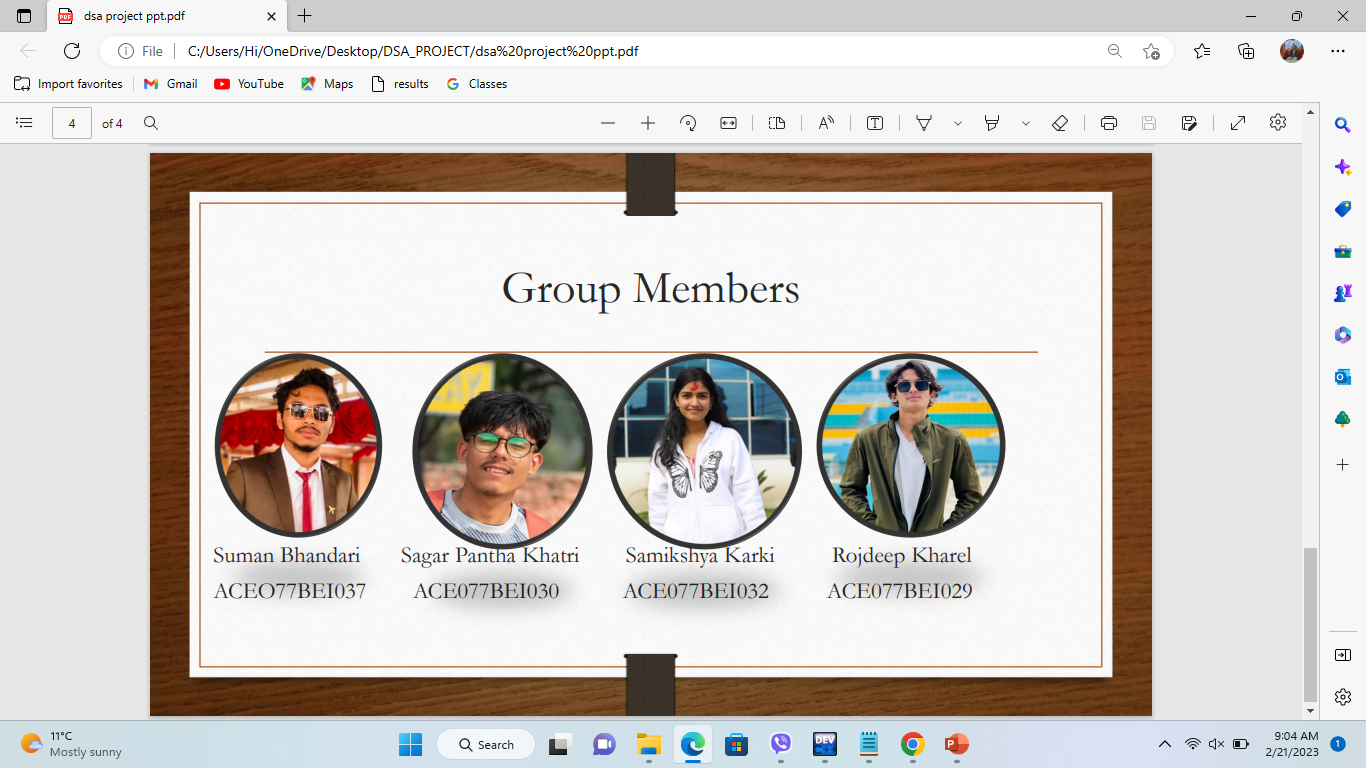 dsa project ppt.pdf
File
C:/Users/Hi/OneDrive/Desktop/DSA_PROJECT/dsa%20project%20ppt.pdf
Import favorites Gmail YouTube Maps results Classes
4 of 4
Group Members
Suman Bhandari Sagar Pantha Khatri Samikshya Karki Rojdeep Kharel
ACEO77BEI037 ACE077BEI030 ACE077BEI032 ACE077BEI029
11°C
Mostly sunny
Search
DEV
9:04 AM
2/21/2023
1